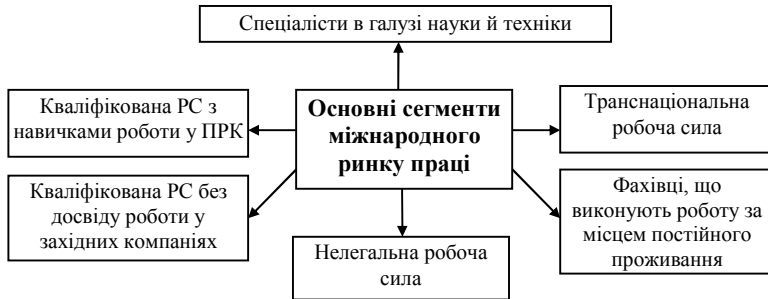 Спеціалісти в галузі науки й техніки
Кваліфікована РС з
навичками роботи у ПРК
Основні сегменти
міжнародного
ринку праці
Транснаціональна
робоча сила
Кваліфікована РС без
досвіду роботи у
західних компаніях
Нелегальна робоча
сила
Фахівці, що
виконують роботу за
місцем постійного
проживання